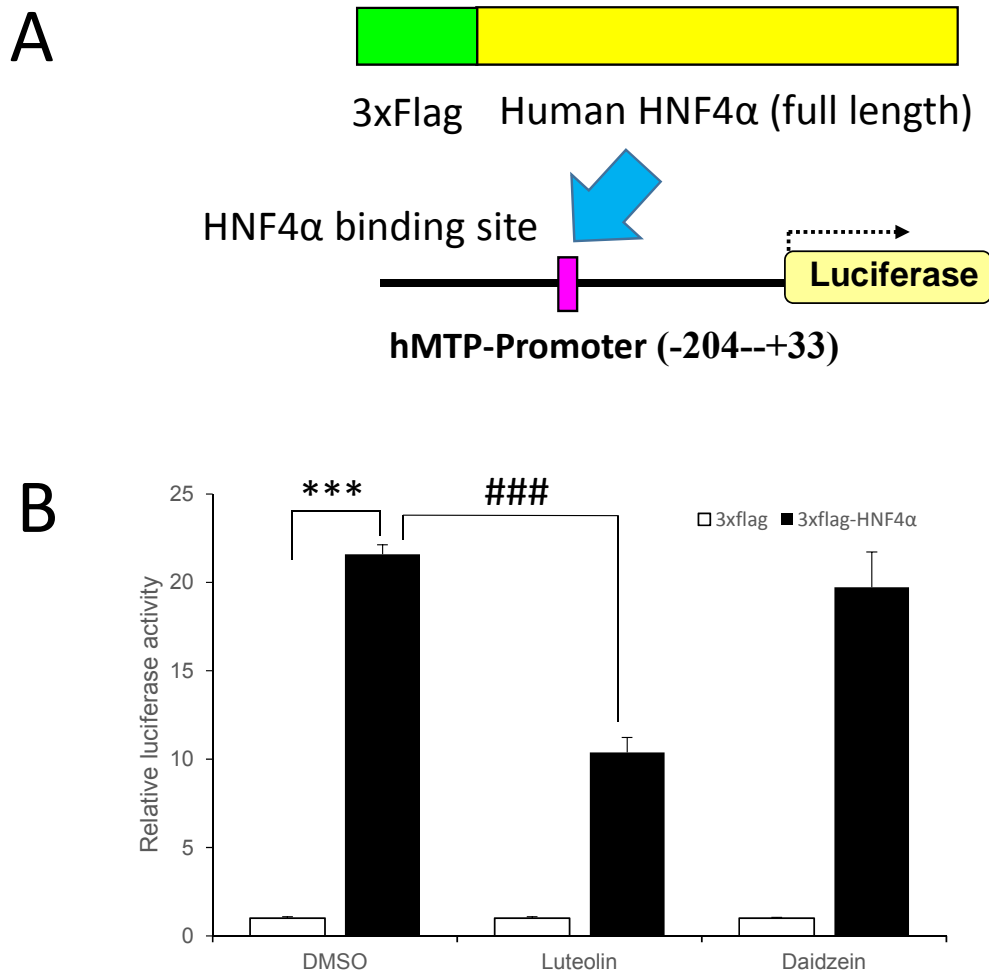 A
3xFlag Human HNF4α (full length)
HNF4α binding site
Luciferase
hMTP-Promoter (-204--+33)
B
*** ###
25
20
15
10
5
0
Relative luciferase activity
3xflag 3xflag-HNF4α
DMSO Luteolin Daidzein